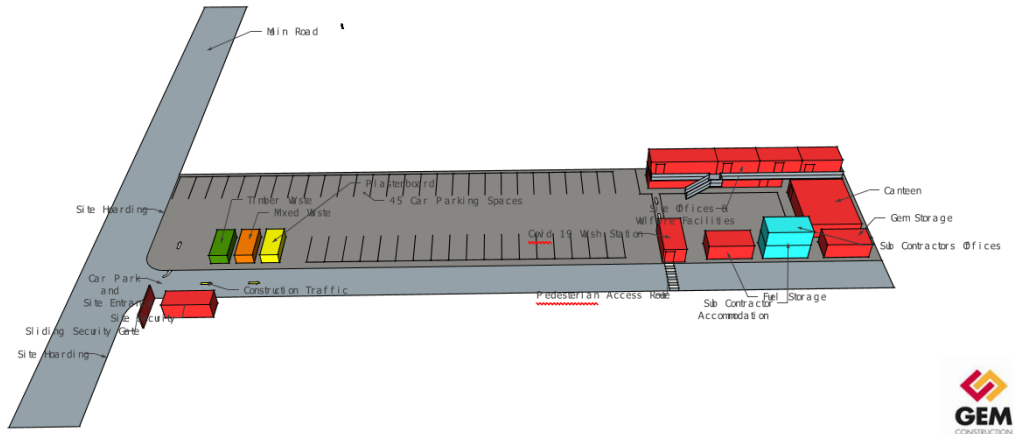 Main Road
Plasterboard
Timber Waste
45 Car Parking Spaces
Mixed Waste
Site Hoarding
Canteen
Site Offices &
Welfare Facilities
Gem Storage
Covid 19 Wash Station
Sub Contractors Offices
Car Park
and
Site Entran
Construction Traffic
Pedesterian Access Route
Fuel Storage
Sub Contractor
Accommodation
Site Security
Sliding Security Gate
Site Hoarding
GEM
CONSTRUCTION